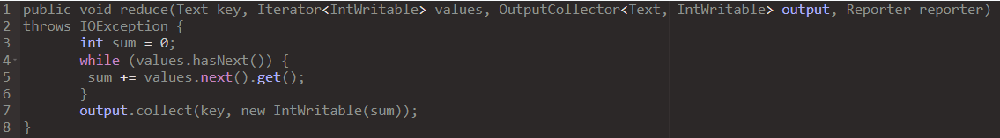 1 public void reduce(Text key, Iterator<IntWritable> values, OutputCollector<Text, IntWritable> output, Reporter reporter)
2 throws IOException {
3 int sum = 0;
4 while (values.hasNext()) {
5 sum += values.next().get();
6 }
7 output.collect(key, new IntWritable(sum));
8 }